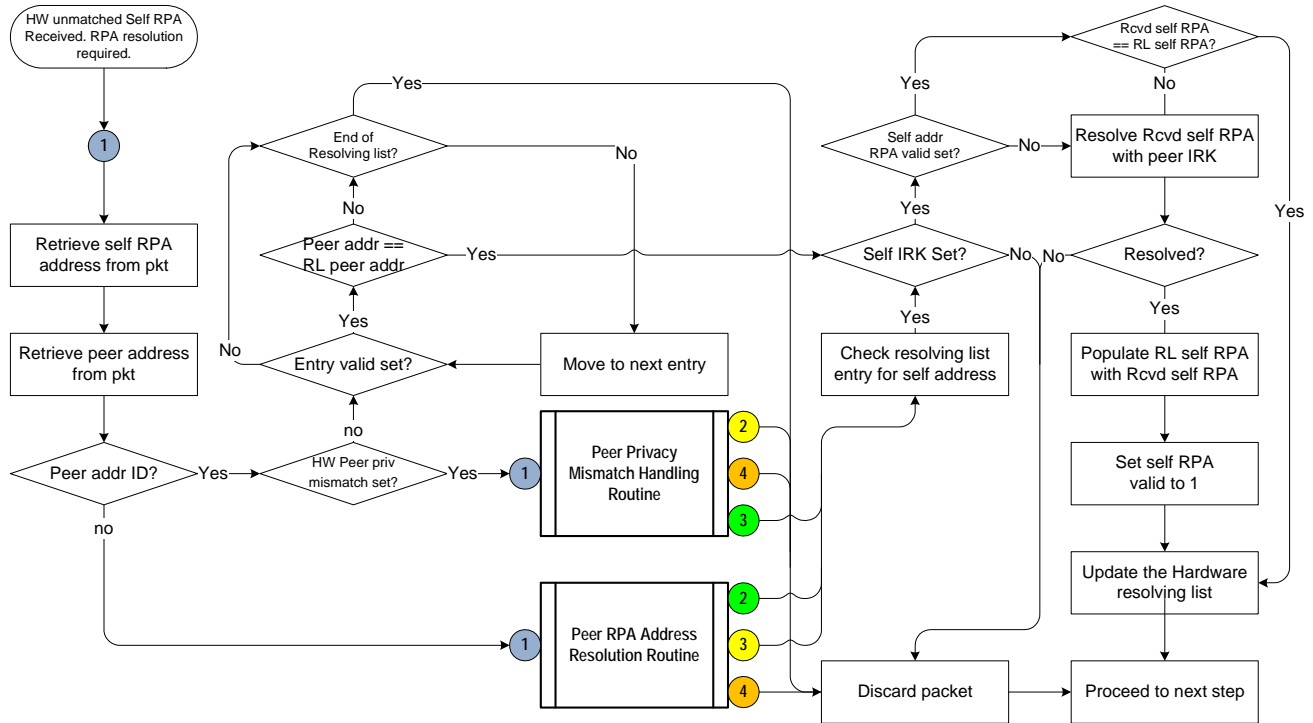 HW unmatched Self RPA
Received. RPA resolution
required.
1
Retrieve self RPA
address from pkt
Retrieve peer address
from pkt
Peer addr ID?
Yes
no
HW Peer priv
mismatch set?
Yes
no
Entry valid set?
Yes
No
Peer addr ==
RL peer addr
Yes
No
End of
Resolving list?
Yes
No
Move to next entry
1
Peer Privacy
Mismatch Handling
Routine
2
4
3
1
Peer RPA Address
Resolution Routine
2
3
4
Check resolving list
entry for self address
Yes
Self IRK Set?
No
Yes
Self addr
RPA valid set?
No
Yes
Rcvd self RPA
== RL self RPA?
Yes
No
Resolve Rcvd self RPA
with peer IRK
Resolved?
No
Yes
Populate RL self RPA
with Rcvd self RPA
Set self RPA
valid to 1
Update the Hardware
resolving list
Discard packet
Proceed to next step